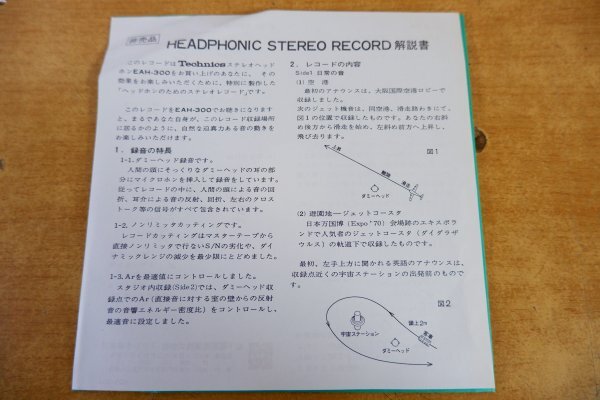 非売品
HEADPHONIC STEREO RECORD 解説書
このレコードはTechnicsステレオヘッド
ホンEAH-300をお買い上げのあなたに、その
効果をお楽しみいただくために、特別に製作した
「ヘッドホンのためのステレオレコード」です。
このレコードをEAH-300でお聴きになります
と、まるであなた自身が、このレコード収録場所
に居るかのように、自然な迫真力ある音の動きを
お楽しみいただけます。
1. 録音の特長
1-1. ダミーヘッド録音です。
人間の頭にそっくりなダミーヘッドの耳の部
分にマイクロホンを挿入して録音をしています。
従ってレコードの中に、人間の頭による音の回
折、耳介による音の反射、回折、左右のクロス
トーク等の信号がすべて包含されています。
1-2. ノンリミッタカッティングです。
レコードカッティングはマスターテープから
直接ノンリミッタで行ないS/Nの劣化や、ダイ
ナミックレンジの減少を最少限にとどめました。
1-3. Arを最適値にコントロールしました。
スタジオ内収録(Side2)では、ダミーヘッド収
録点でのAr(直接音に対する室の壁からの反射
音の音響エネルギー密度比)をコントロールし、
最適音に設定しました。
2. レコードの内容
Side1 日常の音
(1) 空 港
最初のアナウンスは、大阪国際空港ロビーで
収録しました。
次のジェット機音は、同空港、滑走路わきにて、
図1の位置で収録したものです。あなたの右斜
め後方から滑走を始め、左斜め前方へ上昇し、
飛び去ります。
図1
上昇
離陸
滑走
ダミーヘッド
(2) 遊園地―ジェットコースタ
日本万国博(Expo'70)会場跡のエキスポラ
ンドで人気者のジェットコースタ(ダイダラザ
ウルス)の軌道下で収録したものです。
最初、左手上方に聞かれる英語のアナウンスは、
収録点近くの宇宙ステーションの出発前のもので
す。
図2
宇宙ステーション
頭上2m
ダミーヘッド